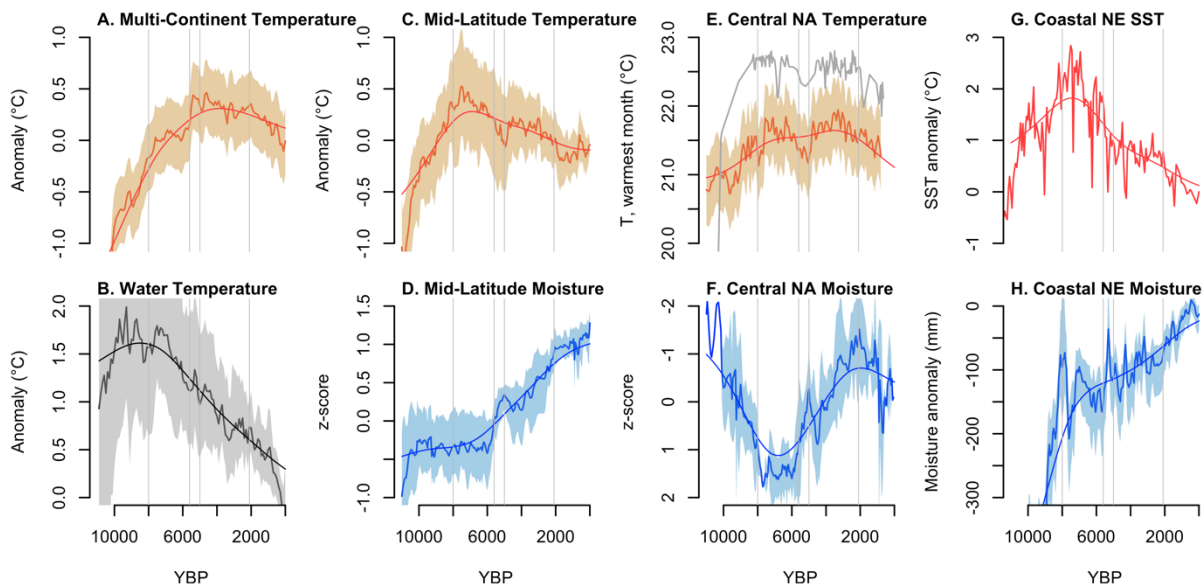 A. Multi-Continent Temperature
C. Mid-Latitude Temperature
E. Central NA Temperature
G. Coastal NE SST
Anomaly (°C)
1.0
0.5
0.0
-0.5
-1.0
Anomaly (°C)
1.0
0.5
0.0
-0.5
-1.0
T, warmest month (°C)
23.0
22.0
21.0
20.0
SST anomaly (°C)
3
2
1
0
-1
B. Water Temperature
D. Mid-Latitude Moisture
F. Central NA Moisture
H. Coastal NE Moisture
Anomaly (°C)
2.0
1.5
1.0
0.5
0.0
z-score
1.5
1.0
0.5
0.0
-1.0
z-score
-2
-1
0
1
2
Moisture anomaly (mm)
0
-100
-200
-300
10000 6000 2000
10000 6000 2000
10000 6000 2000
10000 6000 2000
YBP
YBP
YBP
YBP